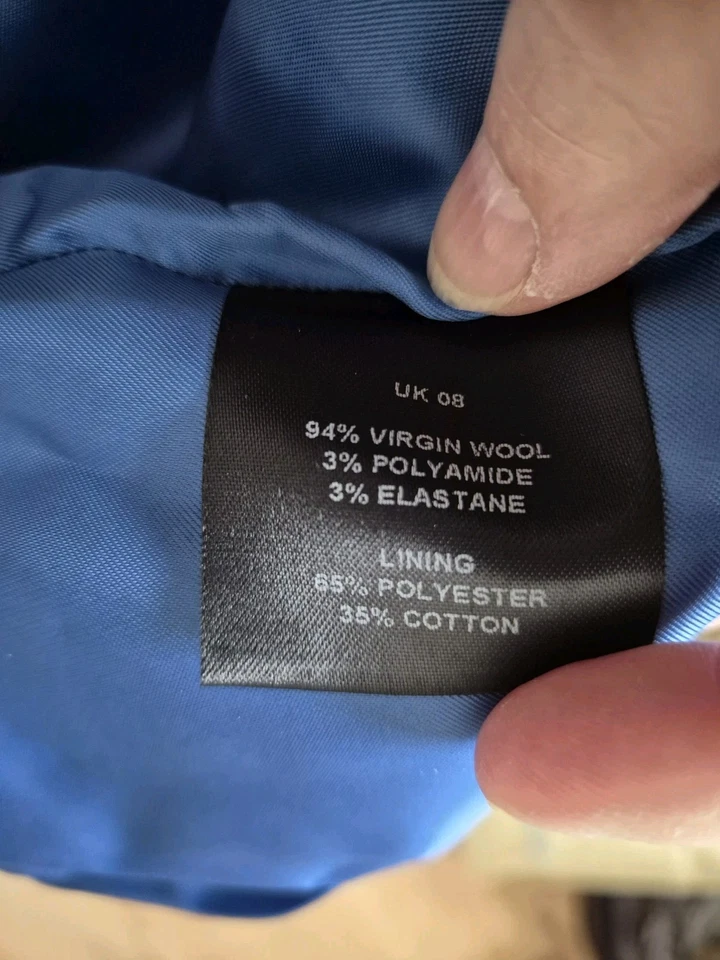 UK 08
94% VIRGIN WOOL
3% POLYAMIDE
3% ELASTANE
LINING
65% POLYESTER
35% COTTON